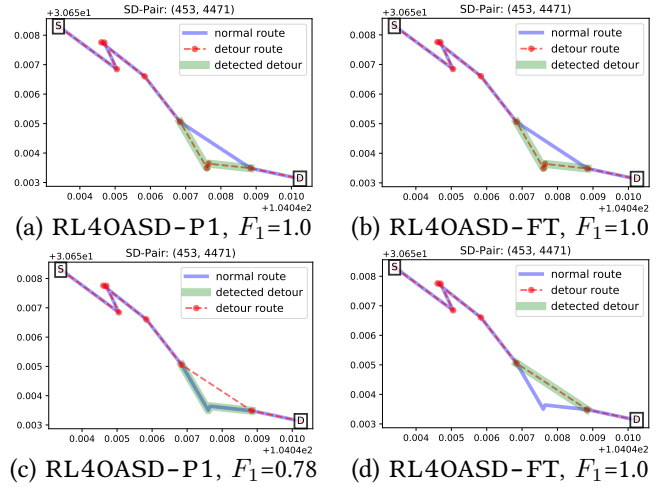 SD-Pair: (453, 4471)
+3.065e1
S
D
normal route
detour route
detected detour
0.008
0.007
0.006
0.005
0.004
0.003
0.004 0.005 0.006 0.007 0.008 0.009 0.010
+1.0404e2
(a) RL4OASD-P1, F1=1.0
SD-Pair: (453, 4471)
+3.065e1
S
D
normal route
detour route
detected detour
0.008
0.007
0.006
0.005
0.004
0.003
0.004 0.005 0.006 0.007 0.008 0.009 0.010
+1.0404e2
(b) RL4OASD-FT, F1=1.0
SD-Pair: (453, 4471)
+3.065e1
S
D
normal route
detected detour
detour route
0.008
0.007
0.006
0.005
0.004
0.003
0.004 0.005 0.006 0.007 0.008 0.009 0.010
+1.0404e2
(c) RL4OASD-P1, F1=0.78
SD-Pair: (453, 4471)
+3.065e1
S
D
normal route
detected detour
detour route
0.008
0.007
0.006
0.005
0.004
0.003
0.004 0.005 0.006 0.007 0.008 0.009 0.010
+1.0404e2
(d) RL4OASD-FT, F1=1.0